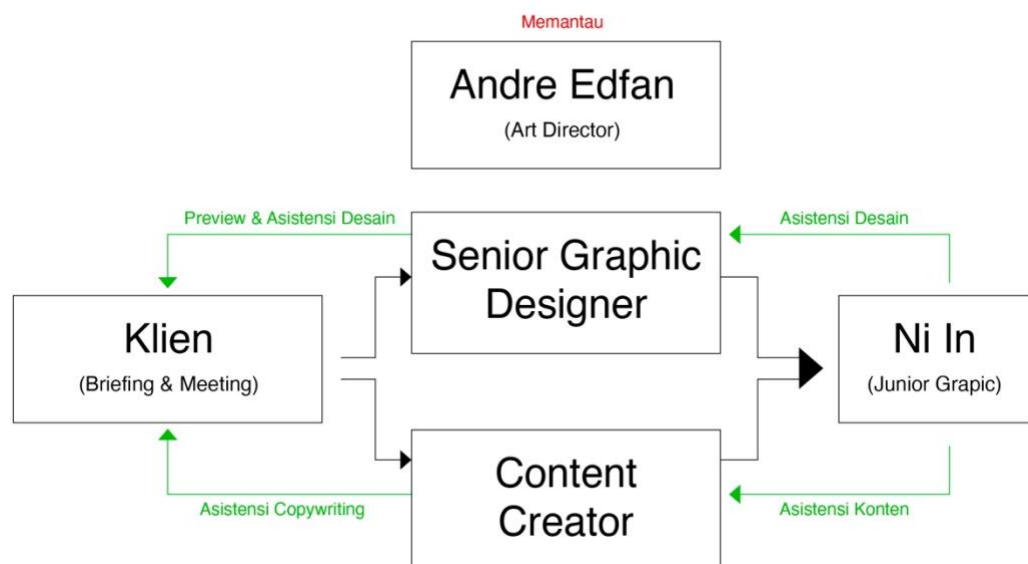 Memantau
Andre Edfan
(Art Director)
Preview & Asistensi Desain
Asistensi Desain
Senior Graphic
Designer
Klien
(Briefing & Meeting)
Ni In
(Junior Grapic)
Content
Creator
Asistensi Copywriting
Asistensi Konten